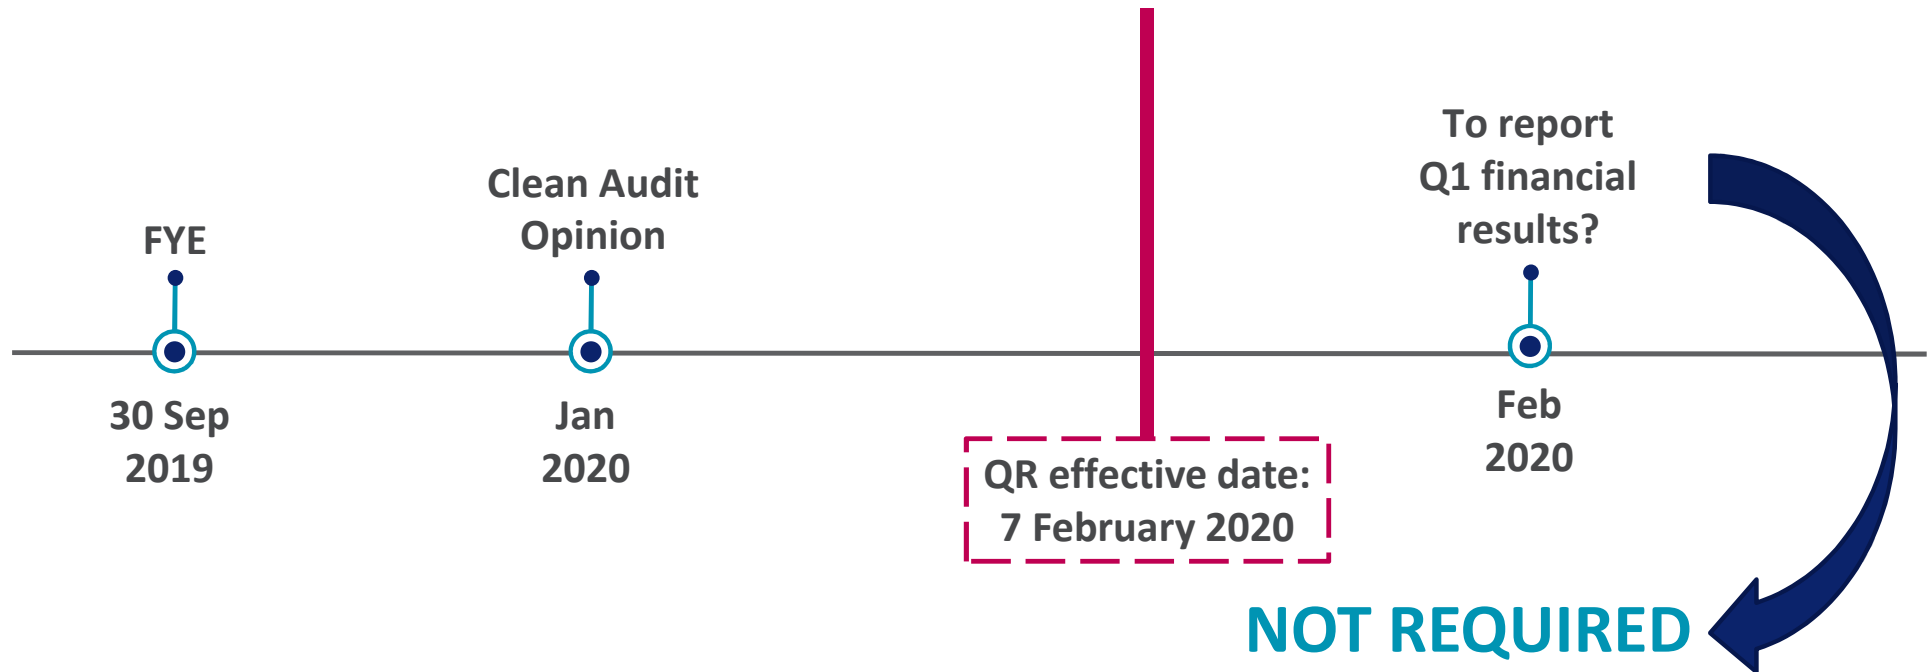 FYE
30 Sep
2019
Clean Audit
Opinion
Jan
2020
QR effective date:
7 February 2020
To report
Q1 financial
results?
Feb
2020
NOT REQUIRED